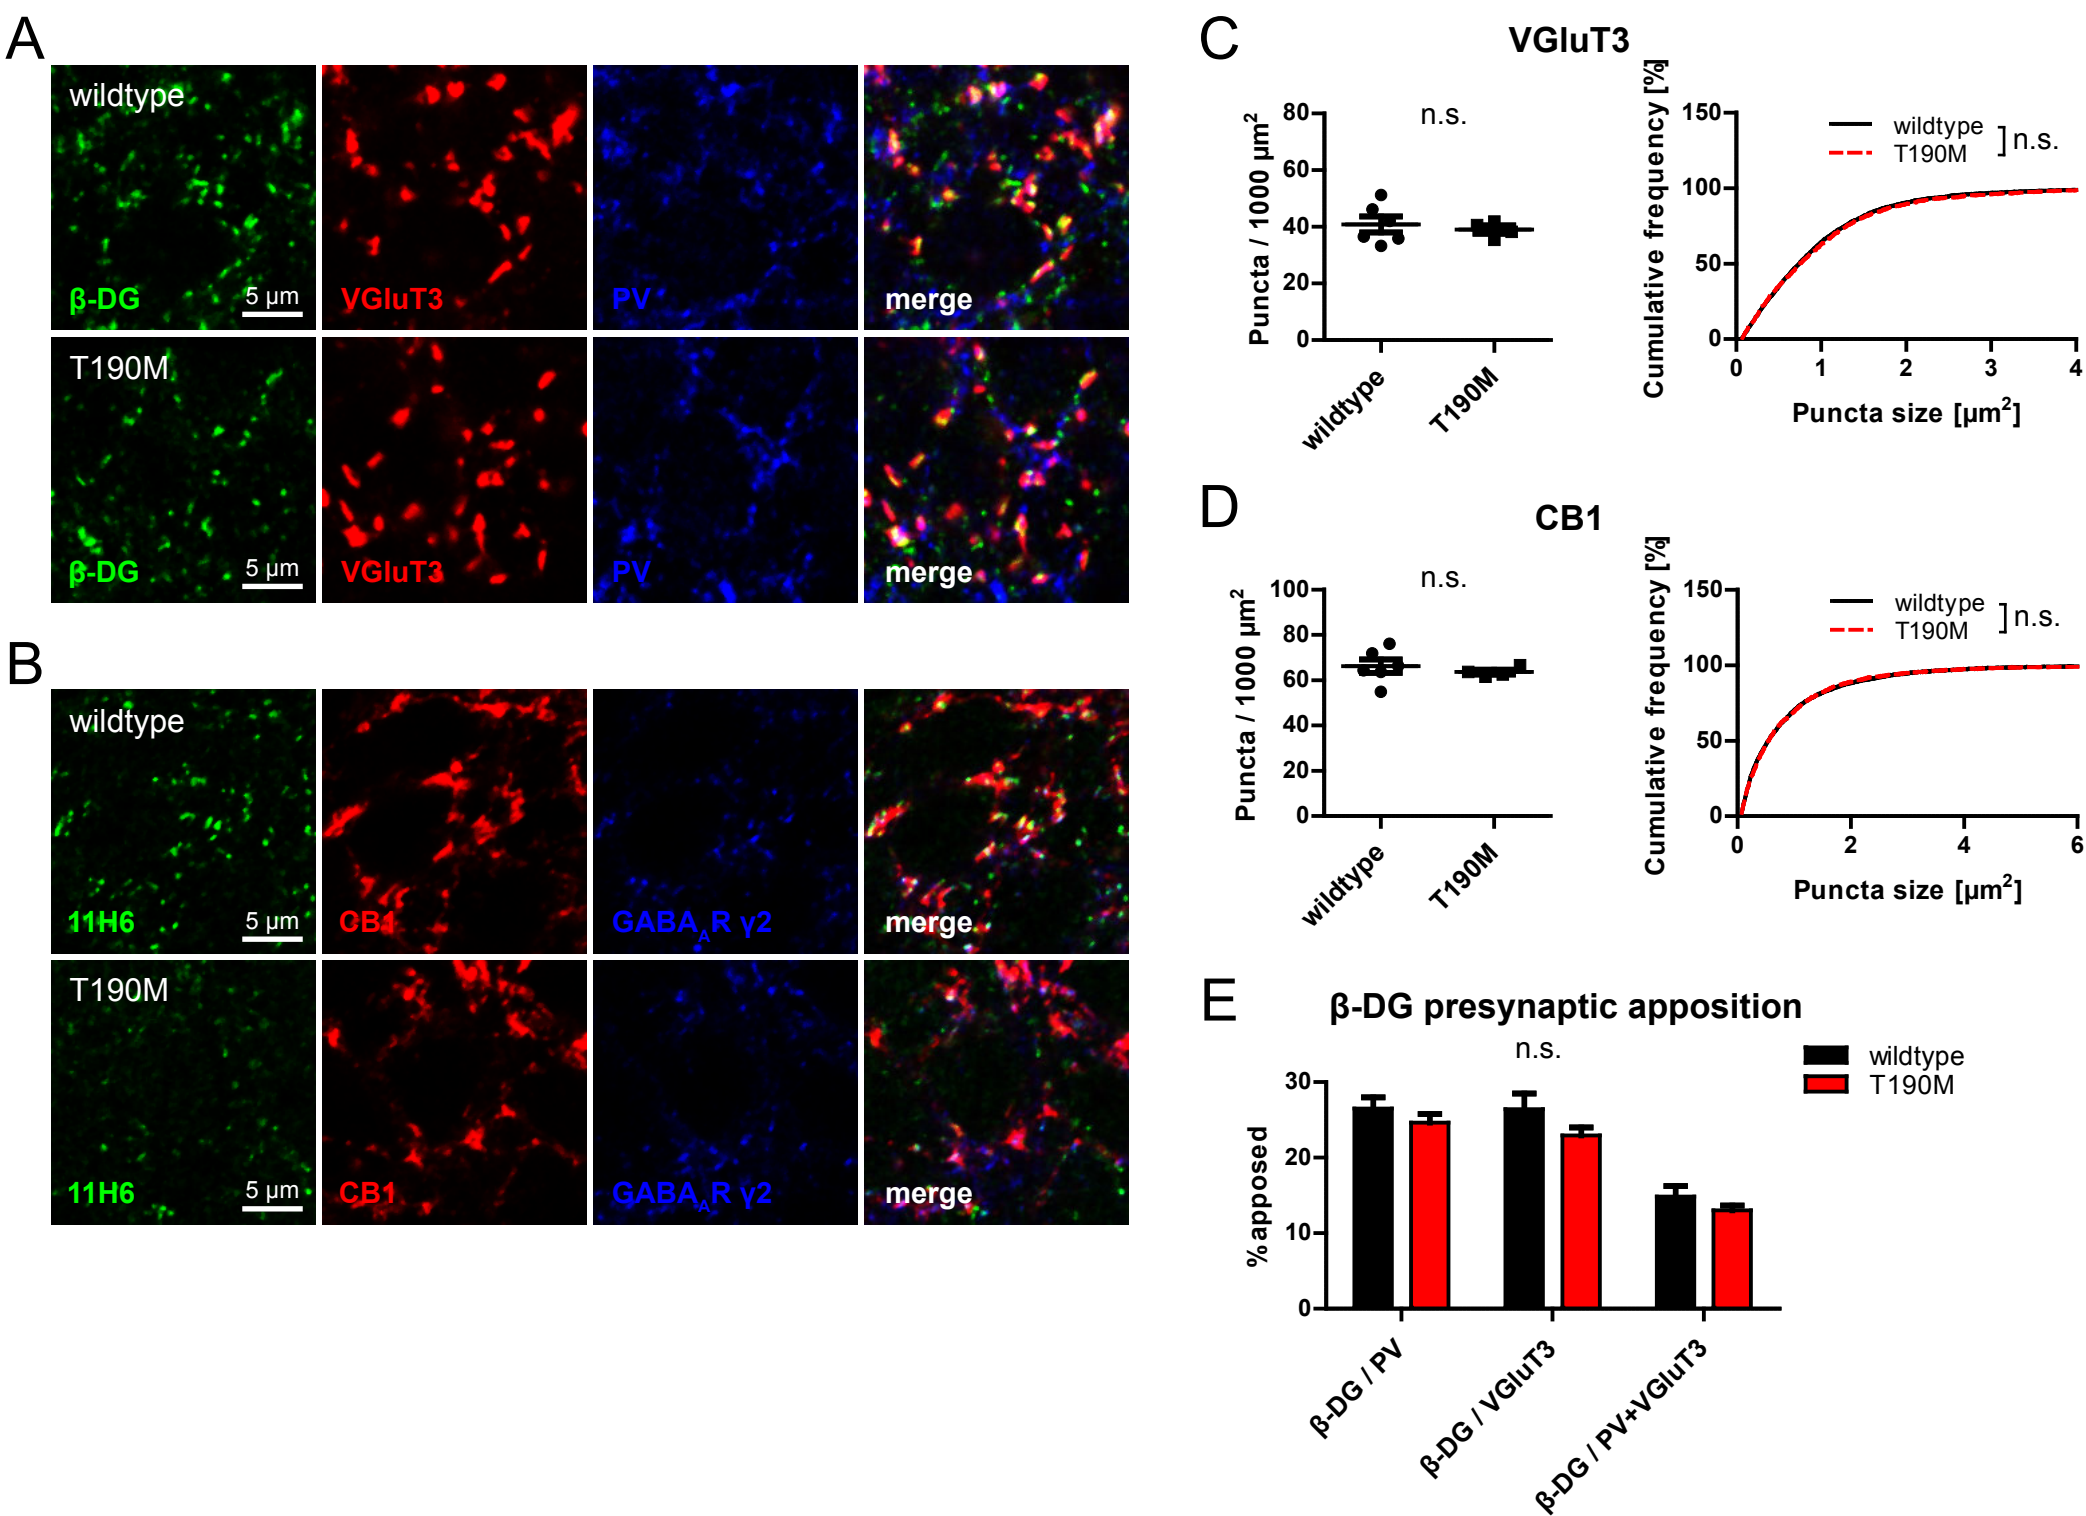 A
wildtype
β-DG
5 µm
VGluT3
PV
merge
T190M
β-DG
5 µm
VGluT3
PV
merge
B
wildtype
11H6
5 µm
CB1
GABAAR γ2
merge
T190M
11H6
5 µm
CB1
GABAAR γ2
merge
C
VGluT3
Puncta / 1000 µm²
80
60
40
20
0
n.s.
wildtype
T190M
Cumulative frequency [%]
150
100
50
0
wildtype
T190M
n.s.
0 1 2 3 4
Puncta size [µm²]
D
CB1
Puncta / 1000 µm²
100
80
60
40
20
0
n.s.
wildtype
T190M
Cumulative frequency [%]
150
100
50
0
wildtype
T190M
n.s.
0 2 4 6
Puncta size [µm²]
E
β-DG presynaptic apposition
n.s.
wildtype
T190M
% apposed
30
20
10
0
β-DG / PV
β-DG / VGluT3
β-DG / PV+VGluT3